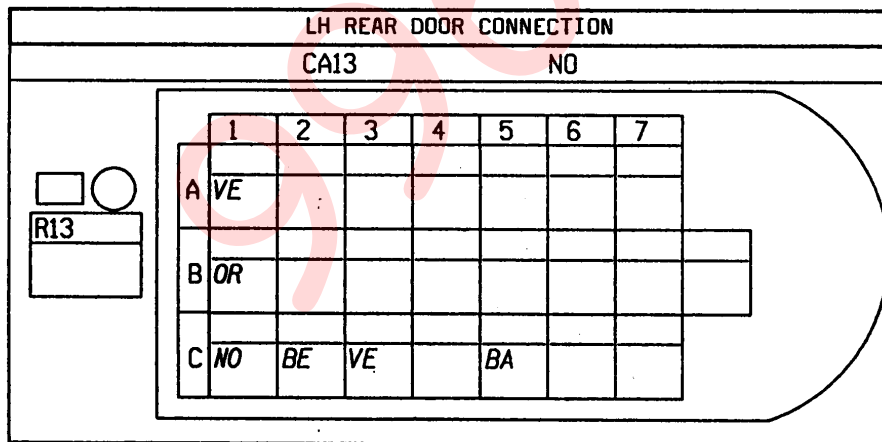 LH REAR DOOR CONNECTION
CA13 NO
1 2 3 4 5 6 7
A VE
R13
B OR
C NO BE VE BA